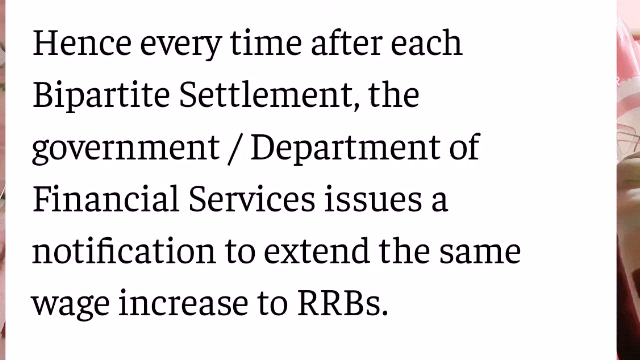 Hence every time after each
Bipartite Settlement, the
government / Department of
Financial Services issues a
notification to extend the same
wage increase to RRBs.